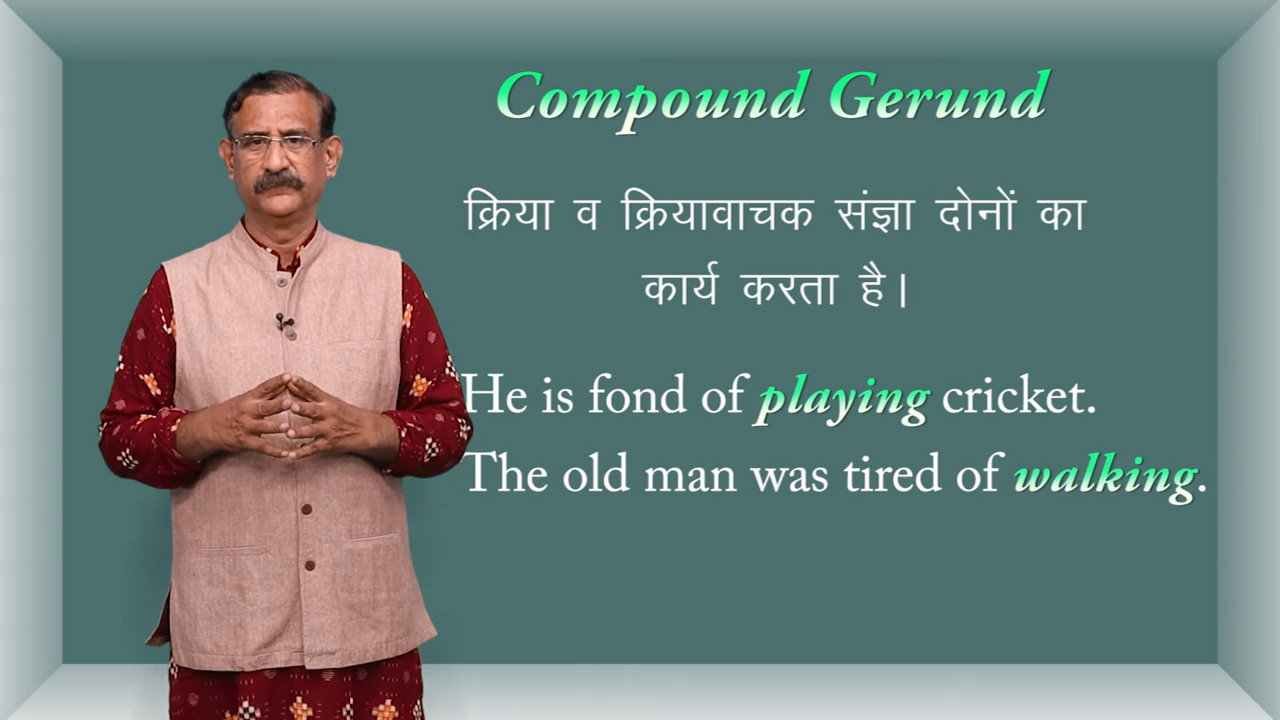 Compound Gerund
क्रिया व क्रियावाचक संज्ञा दोनों का
कार्य करता है।
He is fond of playing cricket.
The old man was tired of walking.